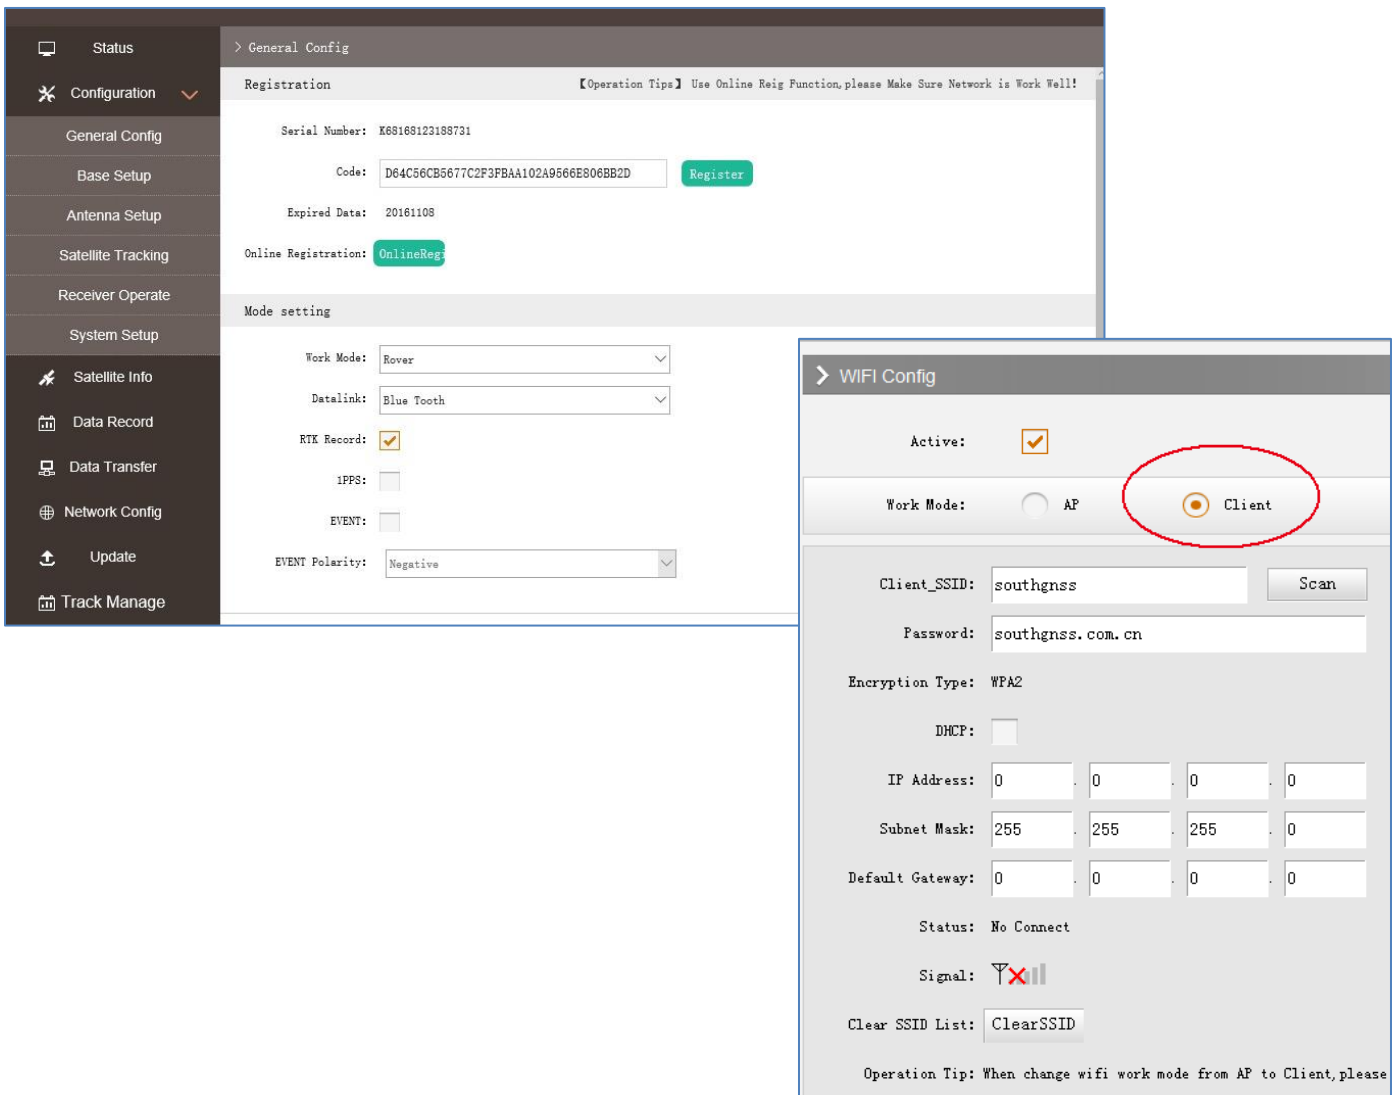 Status
Configuration
General Config
Base Setup
Antenna Setup
Satellite Tracking
Receiver Operate
System Setup
Satellite Info
Data Record
Data Transfer
Network Config
Update
Track Manage
> General Config
Registration 【Operation Tips】 Use Online Reig Function,please Make Sure Network is Work Well!
Serial Number: K68168123188731
Code: D64C56CB5677C2F3FBAA102A9566E806BB2D Register
Expired Data: 20161108
Online Registration: OnlineRegi
Mode setting
Work Mode: Rover
Datalink: Blue Tooth
RTK Record:
1PPS:
EVENT:
EVENT Polarity: Negative
WIFI Config
Active:
Work Mode: AP Client
Client_SSID: southgnss Scan
Password: southgnss.com.cn
Encryption Type: WPA2
DHCP:
IP Address: 0 . 0 . 0 . 0
Subnet Mask: 255 . 255 . 255 . 0
Default Gateway: 0 . 0 . 0 . 0
Status: No Connect
Signal:
Clear SSID List: ClearSSID
Operation Tip: When change wifi work mode from AP to Client,please